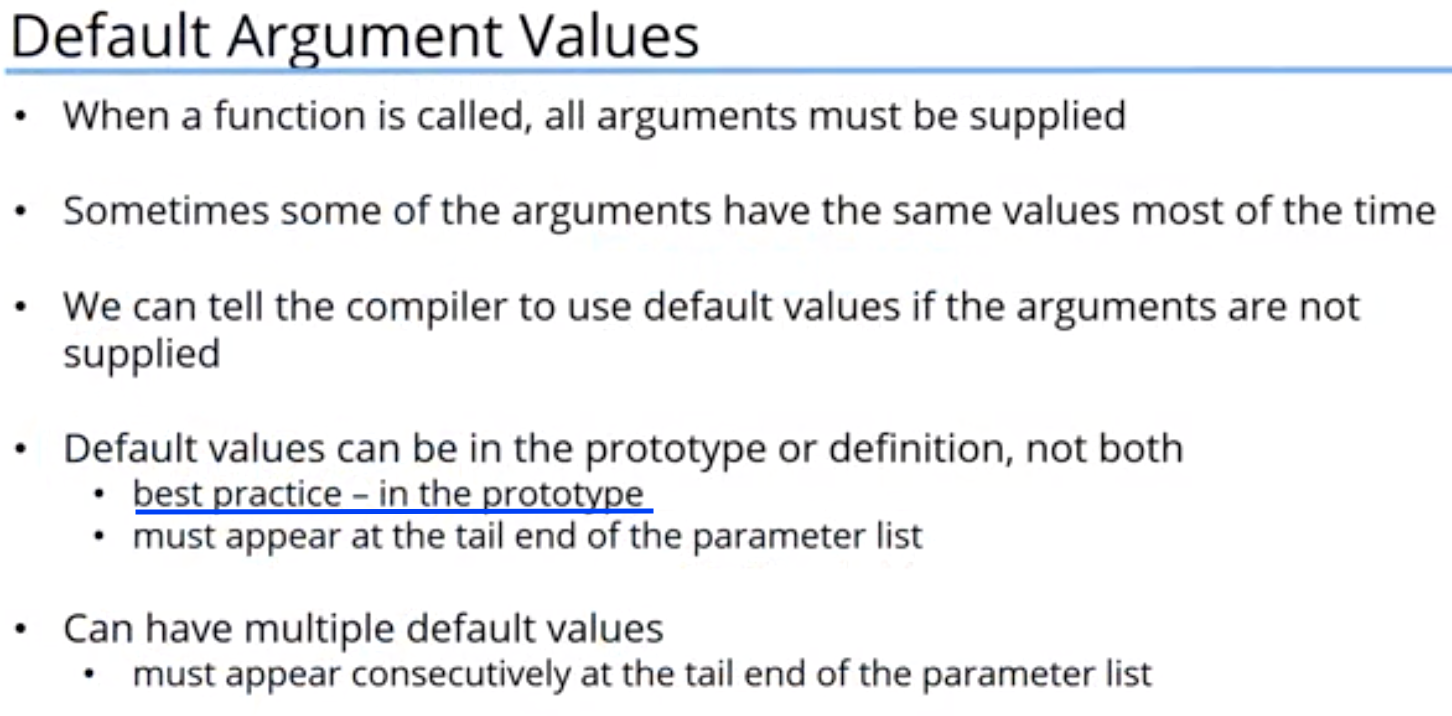 Default Argument Values
• When a function is called, all arguments must be supplied
• Sometimes some of the arguments have the same values most of the time
• We can tell the compiler to use default values if the arguments are not
supplied
• Default values can be in the prototype or definition, not both
• best practice – in the prototype
• must appear at the tail end of the parameter list
• Can have multiple default values
• must appear consecutively at the tail end of the parameter list